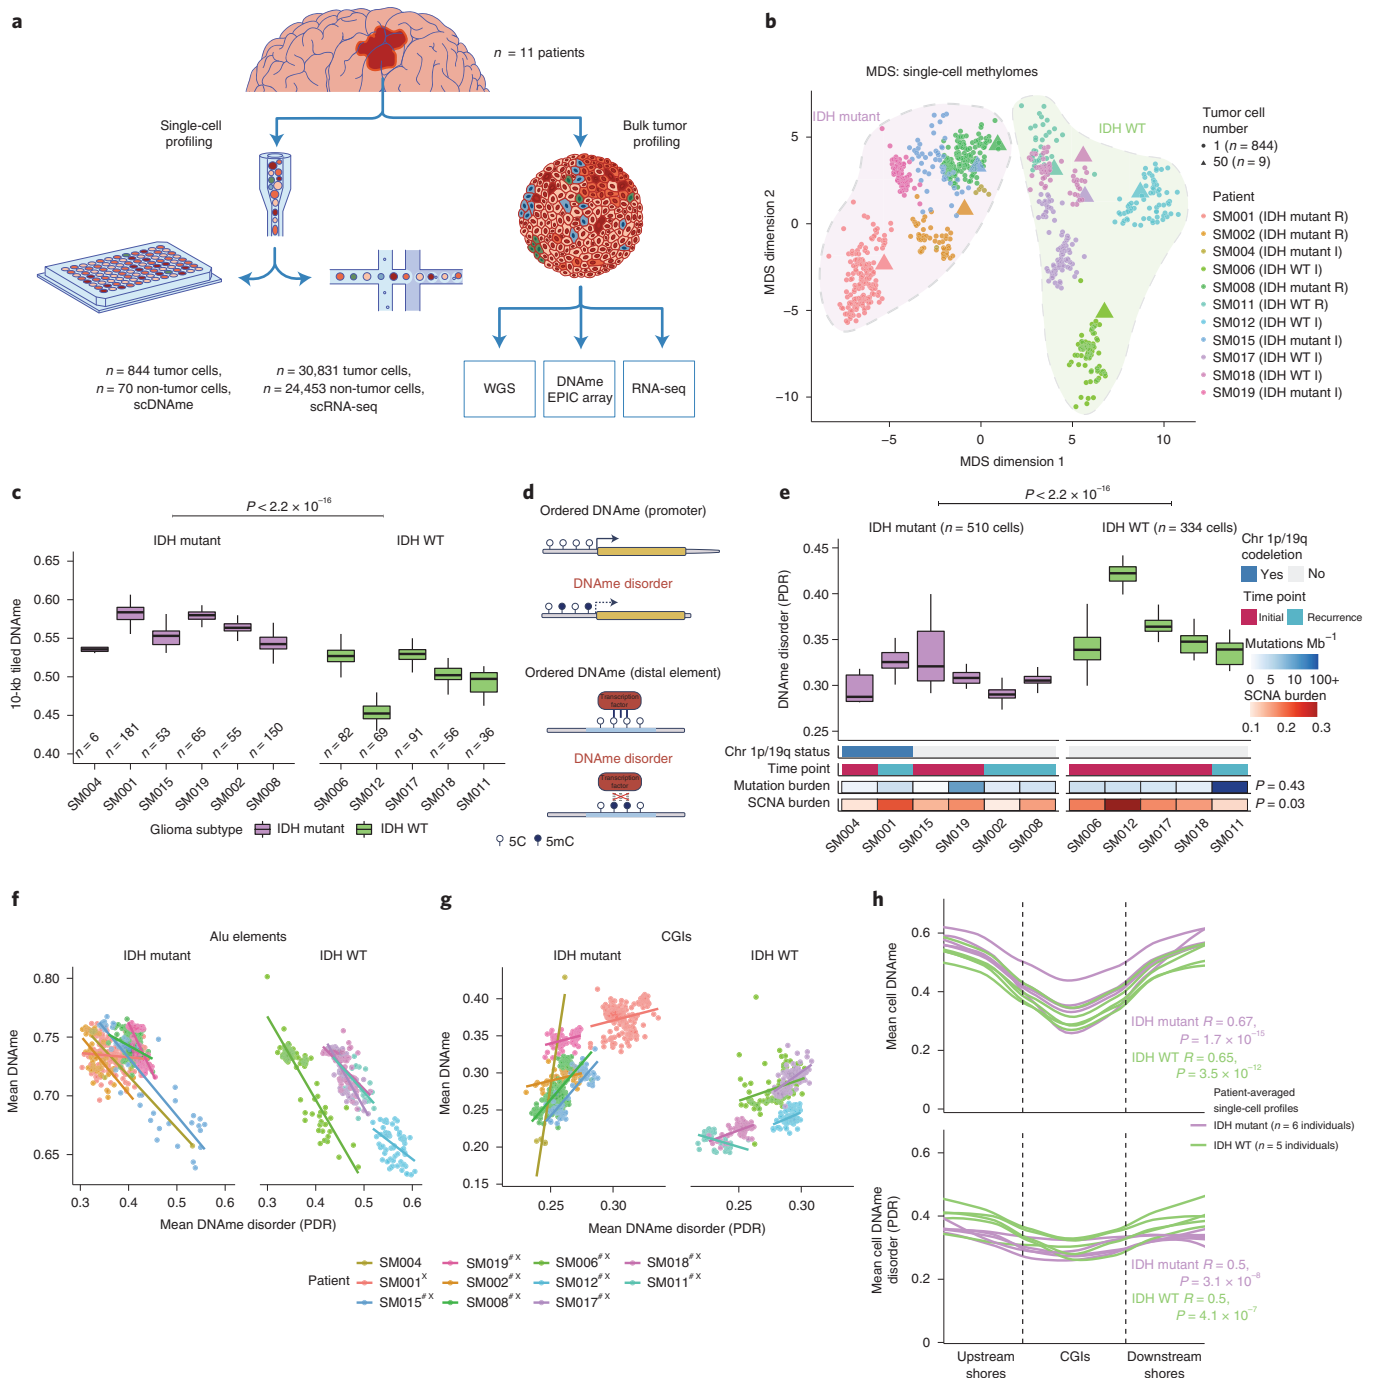 a
n = 11 patients
Single-cell
profiling
Bulk tumor
profiling
n = 844 tumor cells,
n = 70 non-tumor cells,
scDNAme
n = 30,831 tumor cells,
n = 24,453 non-tumor cells,
scRNA-seq
WGS
DNAme
EPIC array
RNA-seq
b
MDS: single-cell methylomes
IDH mutant
IDH WT
MDS dimension 2
5
0
−5
−10
−5
0
5
10
MDS dimension 1
Tumor cell
number
1 (n = 844)
50 (n = 9)
Patient
SM001 (IDH mutant R)
SM002 (IDH mutant R)
SM004 (IDH mutant I)
SM006 (IDH WT I)
SM008 (IDH mutant R)
SM011 (IDH WT R)
SM012 (IDH WT I)
SM015 (IDH mutant I)
SM017 (IDH WT I)
SM018 (IDH WT I)
SM019 (IDH mutant I)
c
P < 2.2 × 10⁻¹⁶
IDH mutant
IDH WT
10-kb tiled DNAme
0.65
0.60
0.55
0.50
0.45
0.40
n = 6
n = 181
n = 53
n = 65
n = 55
n = 150
n = 82
n = 69
n = 91
n = 56
n = 36
SM004
SM001
SM015
SM019
SM002
SM008
SM006
SM012
SM017
SM018
SM011
Glioma subtype
IDH mutant
IDH WT
d
Ordered DNAme (promoter)
DNAme disorder
Ordered DNAme (distal element)
Transcription
factor
DNAme disorder
Transcription
factor
5C
5mC
e
P < 2.2 × 10⁻¹⁶
IDH mutant (n = 510 cells)
IDH WT (n = 334 cells)
DNAme disorder (PDR)
0.45
0.40
0.35
0.30
0.25
Chr 1p/19q
codeletion
Yes
No
Time point
Initial
Recurrence
Mutations Mb⁻¹
0 5 10 100+
SCNA burden
0.1 0.2 0.3
Chr 1p/19q status
Time point
Mutation burden
P = 0.43
SCNA burden
P = 0.03
SM004
SM001
SM015
SM019
SM002
SM008
SM006
SM012
SM017
SM018
SM011
f
Alu elements
IDH mutant
IDH WT
Mean DNAme
0.80
0.75
0.70
0.65
0.3 0.4 0.5 0.6
0.3 0.4 0.5 0.6
Mean DNAme disorder (PDR)
g
CGIs
IDH mutant
IDH WT
Mean DNAme
0.40
0.35
0.30
0.25
0.20
0.15
0.25 0.30
0.25 0.30
Mean DNAme disorder (PDR)
Patient
SM004
SM001ˣ
SM015#X
SM019#X
SM002#X
SM008#X
SM006#X
SM012#X
SM017#X
SM018#X
SM011#X
h
Mean cell DNAme
0.6
0.4
0.2
0
IDH mutant R = 0.67,
P = 1.7 × 10⁻¹⁵
IDH WT R = 0.65,
P = 3.5 × 10⁻¹²
Patient-averaged
single-cell profiles
IDH mutant (n = 6 individuals)
IDH WT (n = 5 individuals)
Mean cell DNAme
disorder (PDR)
0.6
0.4
0.2
0
IDH mutant R = 0.5,
P = 3.1 × 10⁻⁸
IDH WT R = 0.5,
P = 4.1 × 10⁻⁷
Upstream
shores
CGIs
Downstream
shores